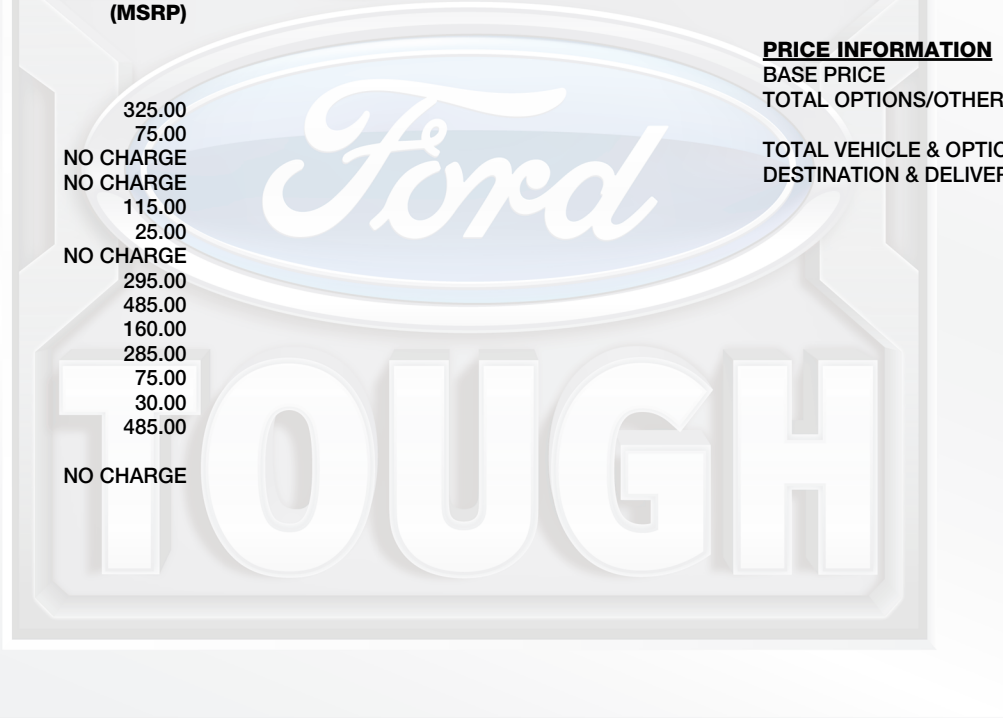 (MSRP)
325.00
75.00
NO CHARGE
NO CHARGE
115.00
25.00
NO CHARGE
295.00
485.00
160.00
285.00
75.00
30.00
485.00
NO CHARGE
PRICE INFORMATION
BASE PRICE
TOTAL OPTIONS/OTHER
TOTAL VEHICLE & OPTIO
DESTINATION & DELIVER
Ford
TOUGH